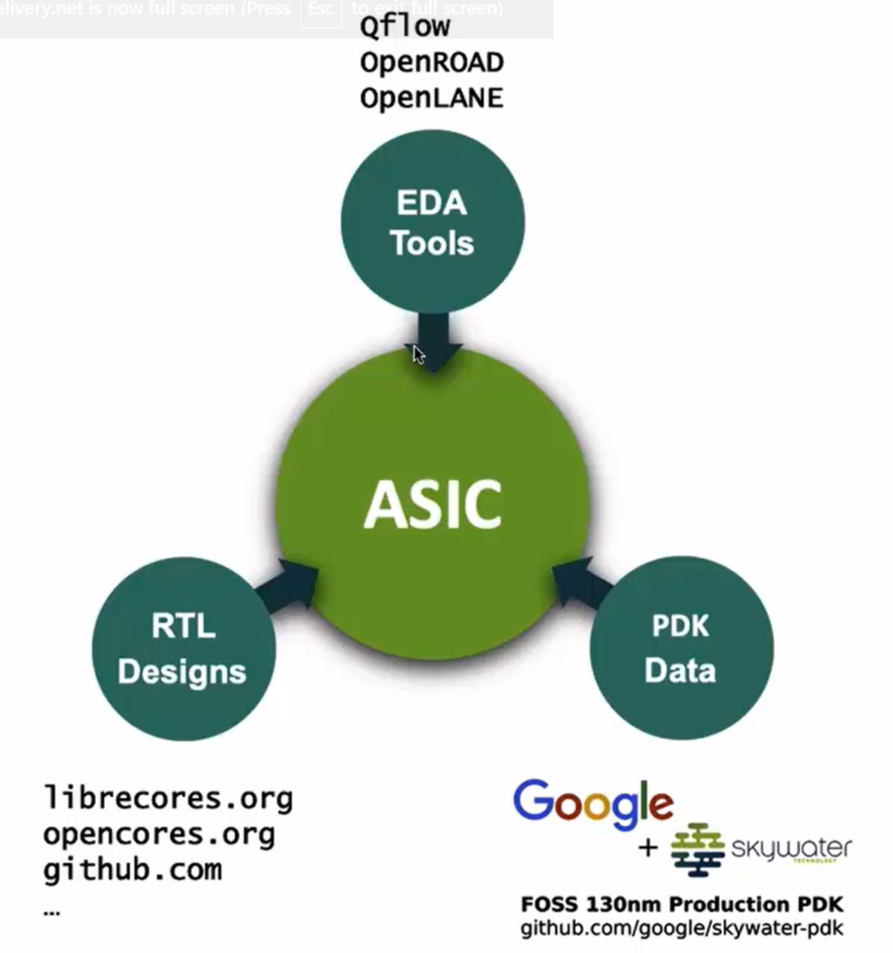 elivery.net is now full screen (Press Esc to exit full screen)
Qflow
OpenROAD
OpenLANE
EDA
Tools
ASIC
RTL
Designs
PDK
Data
librecores.org
opencores.org
github.com
...
Google
+ skywater
TECHNOLOGY
FOSS 130nm Production PDK
github.com/google/skywater-pdk